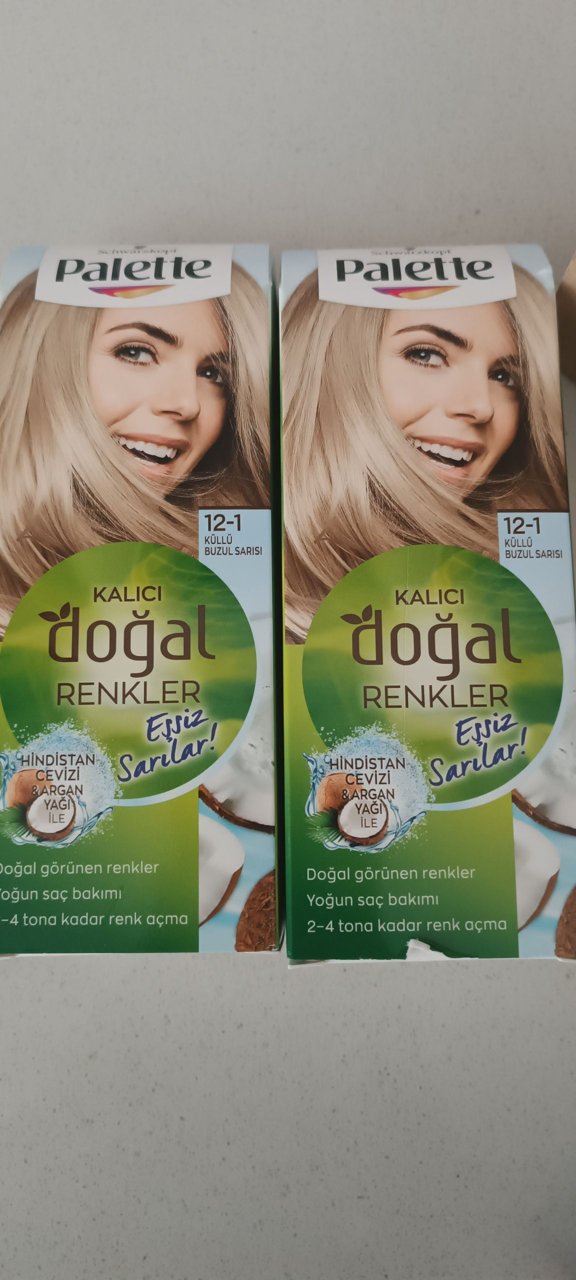 Schwarzkopf
Palette
12-1
KÜLLÜ
BUZUL SARISI
KALICI
doğal
RENKLER
Eşsiz
Sarılar!
HİNDİSTAN
CEVİZİ
&ARGAN
YAĞI
İLE
Doğal görünen renkler
Yoğun saç bakımı
-4 tona kadar renk açma
Schwarzkopf
Palette
12-1
KÜLLÜ
BUZUL SARISI
KALICI
doğal
RENKLER
Eşsiz
Sarılar!
HİNDİSTAN
CEVİZİ
&ARGAN
YAĞI
İLE
Doğal görünen renkler
Yoğun saç bakımı
2-4 tona kadar renk açma